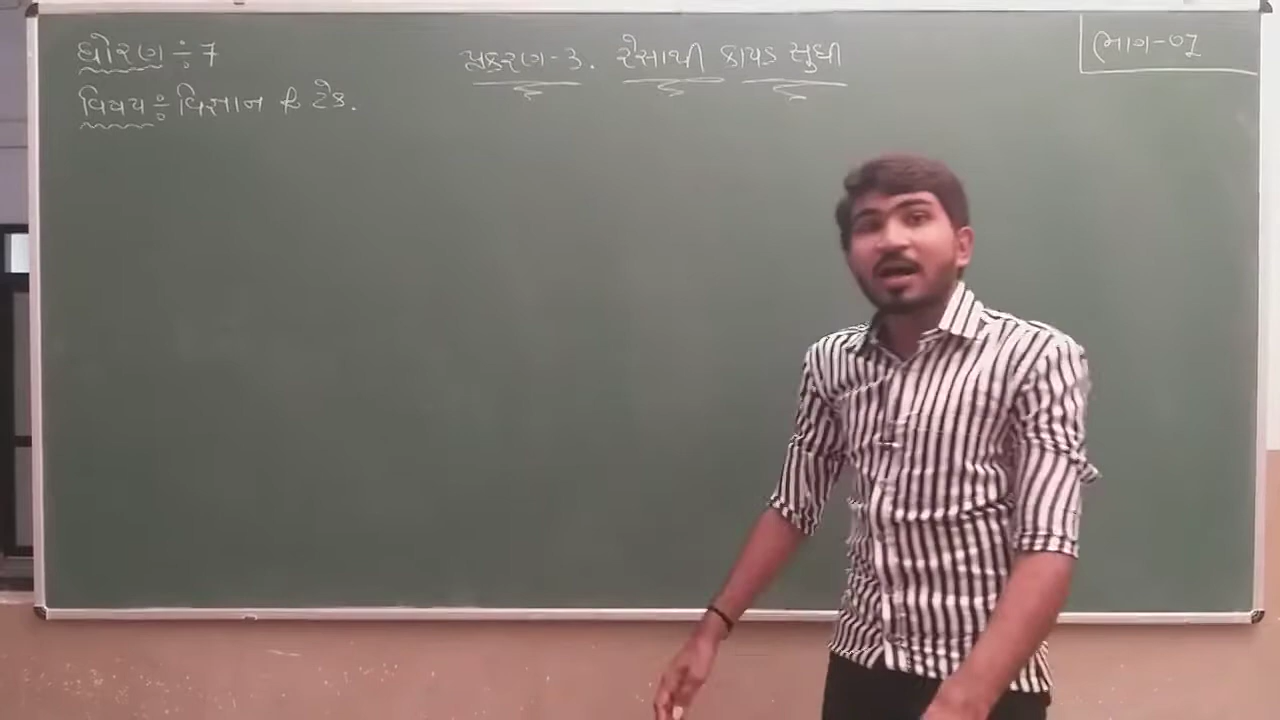 ધોરણ ÷ 7
પ્રકરણ-3. રેસાથી કાપડ સુધી
ભાગ-07
વિષય ÷ વિજ્ઞાન & ટેક.